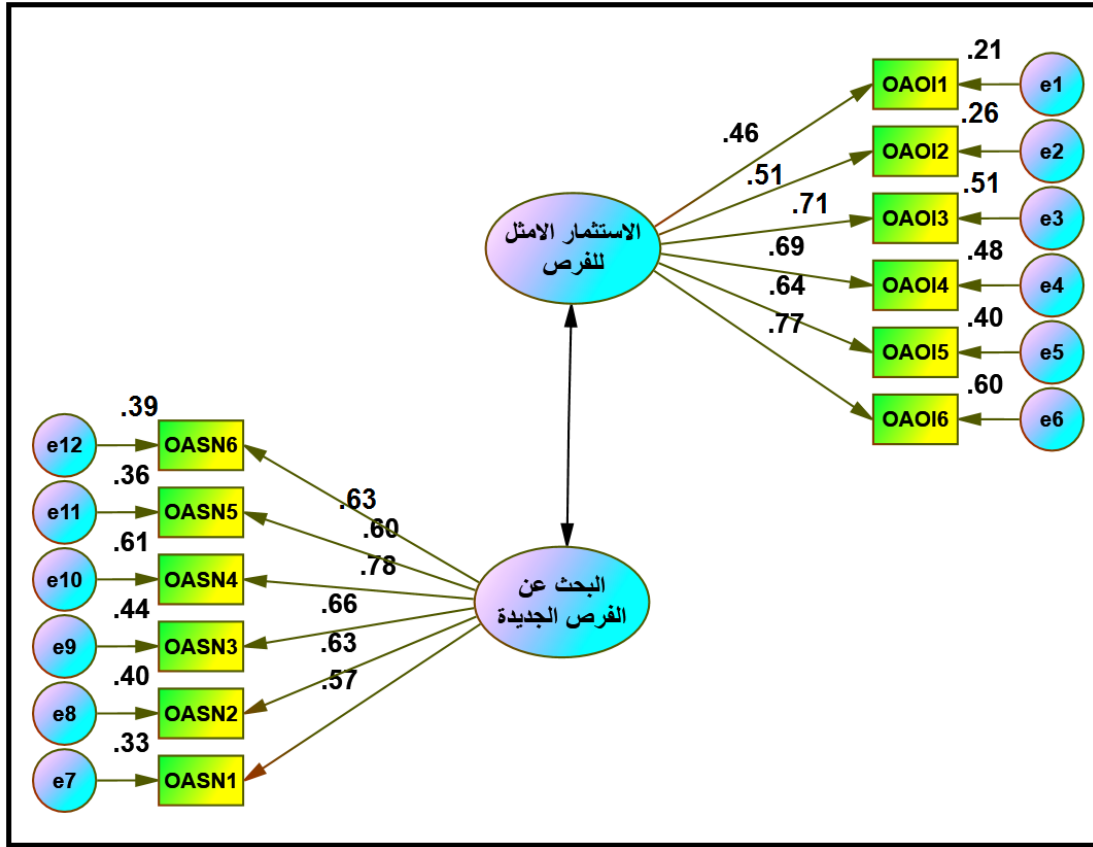 .21
OAOI1
e1
.26
OAOI2
e2
.51
OAOI3
e3
.48
OAOI4
e4
.40
OAOI5
e5
.60
OAOI6
e6
.46
.51
.71
.69
.64
.77
الاستثمار الامثل
للفرص
.39
e12
OASN6
.36
e11
OASN5
.61
e10
OASN4
.44
e9
OASN3
.40
e8
OASN2
.33
e7
OASN1
.63
.60
.78
.66
.63
.57
البحث عن
الفرص الجديدة